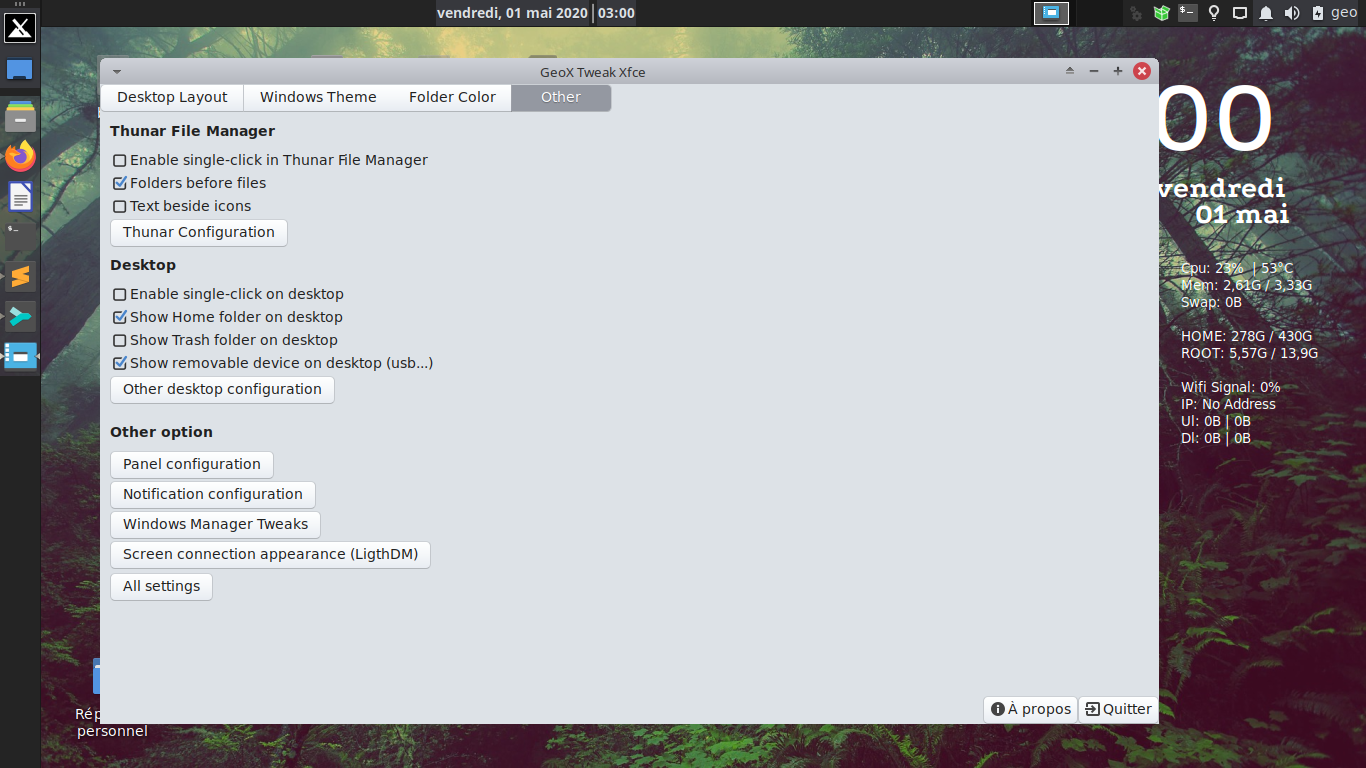 vendredi, 01 mai 2020 | 03:00
geo
GeoX Tweak Xfce
Desktop Layout
Windows Theme
Folder Color
Other
Thunar File Manager
Enable single-click in Thunar File Manager
Folders before files
Text beside icons
Thunar Configuration
Desktop
Enable single-click on desktop
Show Home folder on desktop
Show Trash folder on desktop
Show removable device on desktop (usb...)
Other desktop configuration
Other option
Panel configuration
Notification configuration
Windows Manager Tweaks
Screen connection appearance (LigthDM)
All settings
À propos
Quitter
00
vendredi
01 mai
Cpu: 23% | 53°C
Mem: 2,61G / 3,33G
Swap: 0B
HOME: 278G / 430G
ROOT: 5,57G / 13,9G
Wifi Signal: 0%
IP: No Address
Ul: 0B | 0B
Dl: 0B | 0B
Rép
personnel